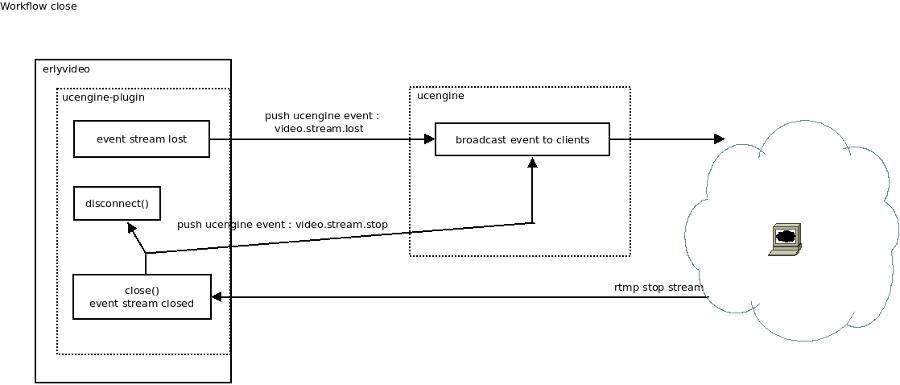 Workflow close
erlyvideo
ucengine-plugin
event stream lost
push ucengine event :
video.stream.lost
ucengine
broadcast event to clients
disconnect()
push ucengine event : video.stream.stop
close()
event stream closed
rtmp stop stream